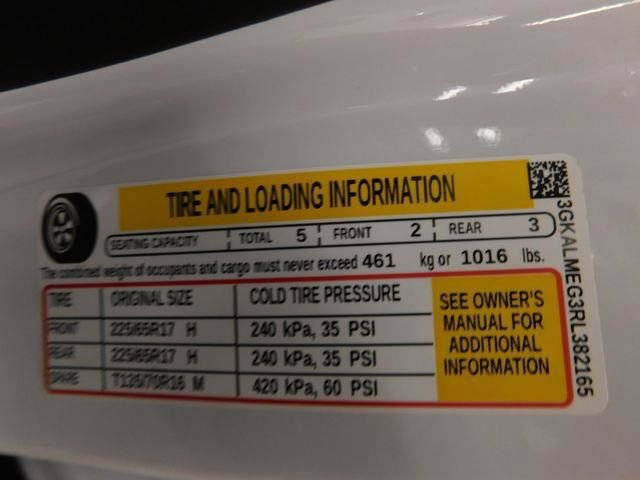 TIRE AND LOADING INFORMATION
SEATING CAPACITY TOTAL 5 FRONT 2 REAR 3
The combined weight of occupants and cargo must never exceed 461 kg or 1016 lbs.
TIRE ORIGINAL SIZE COLD TIRE PRESSURE
FRONT 225/65R17 H 240 kPa, 35 PSI
REAR 225/65R17 H 240 kPa, 35 PSI
SPARE T135/70R16 M 420 kPa, 60 PSI
SEE OWNER'S
MANUAL FOR
ADDITIONAL
INFORMATION
3GKALMEG3RL382165